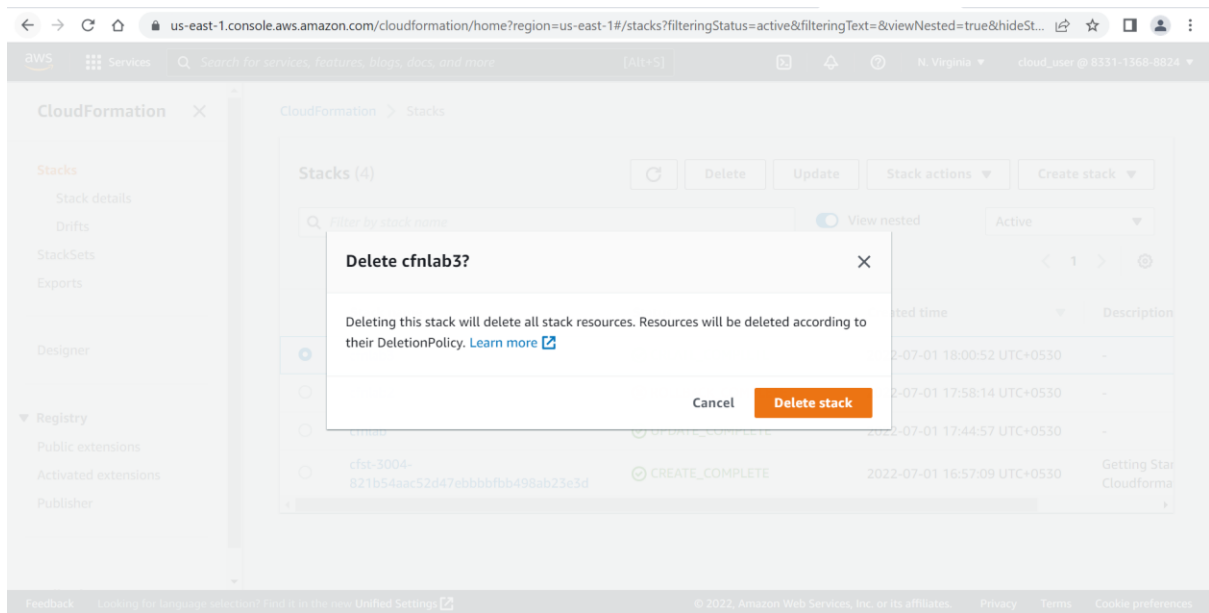 us-east-1.console.aws.amazon.com/cloudformation/home?region=us-east-1#/stacks?filteringStatus=active&filteringText=&viewNested=true&hideSt...
aws Services Search for services, features, blogs, docs, and more [Alt+S] N. Virginia cloud_user @ 8331-1368-8824
CloudFormation
CloudFormation > Stacks
Stacks
Stack details
Drifts
StackSets
Exports
Designer
Registry
Public extensions
Activated extensions
Publisher
Stacks (4) Delete Update Stack actions Create stack
Filter by stack name View nested Active
1
Delete cfnlab3?
Deleting this stack will delete all stack resources. Resources will be deleted according to
their DeletionPolicy. Learn more
Cancel Delete stack
time Description
-07-01 18:00:52 UTC+0530 -
-07-01 17:58:14 UTC+0530 -
cfnlab UPDATE_COMPLETE 2022-07-01 17:44:57 UTC+0530 -
cfst-3004- CREATE_COMPLETE 2022-07-01 16:57:09 UTC+0530 Getting Star
821b54aac52d47ebbbbfbb498ab23e3d Cloudforma
Feedback Looking for language selection? Find it in the new Unified Settings © 2022, Amazon Web Services, Inc. or its affiliates. Privacy Terms Cookie preferences